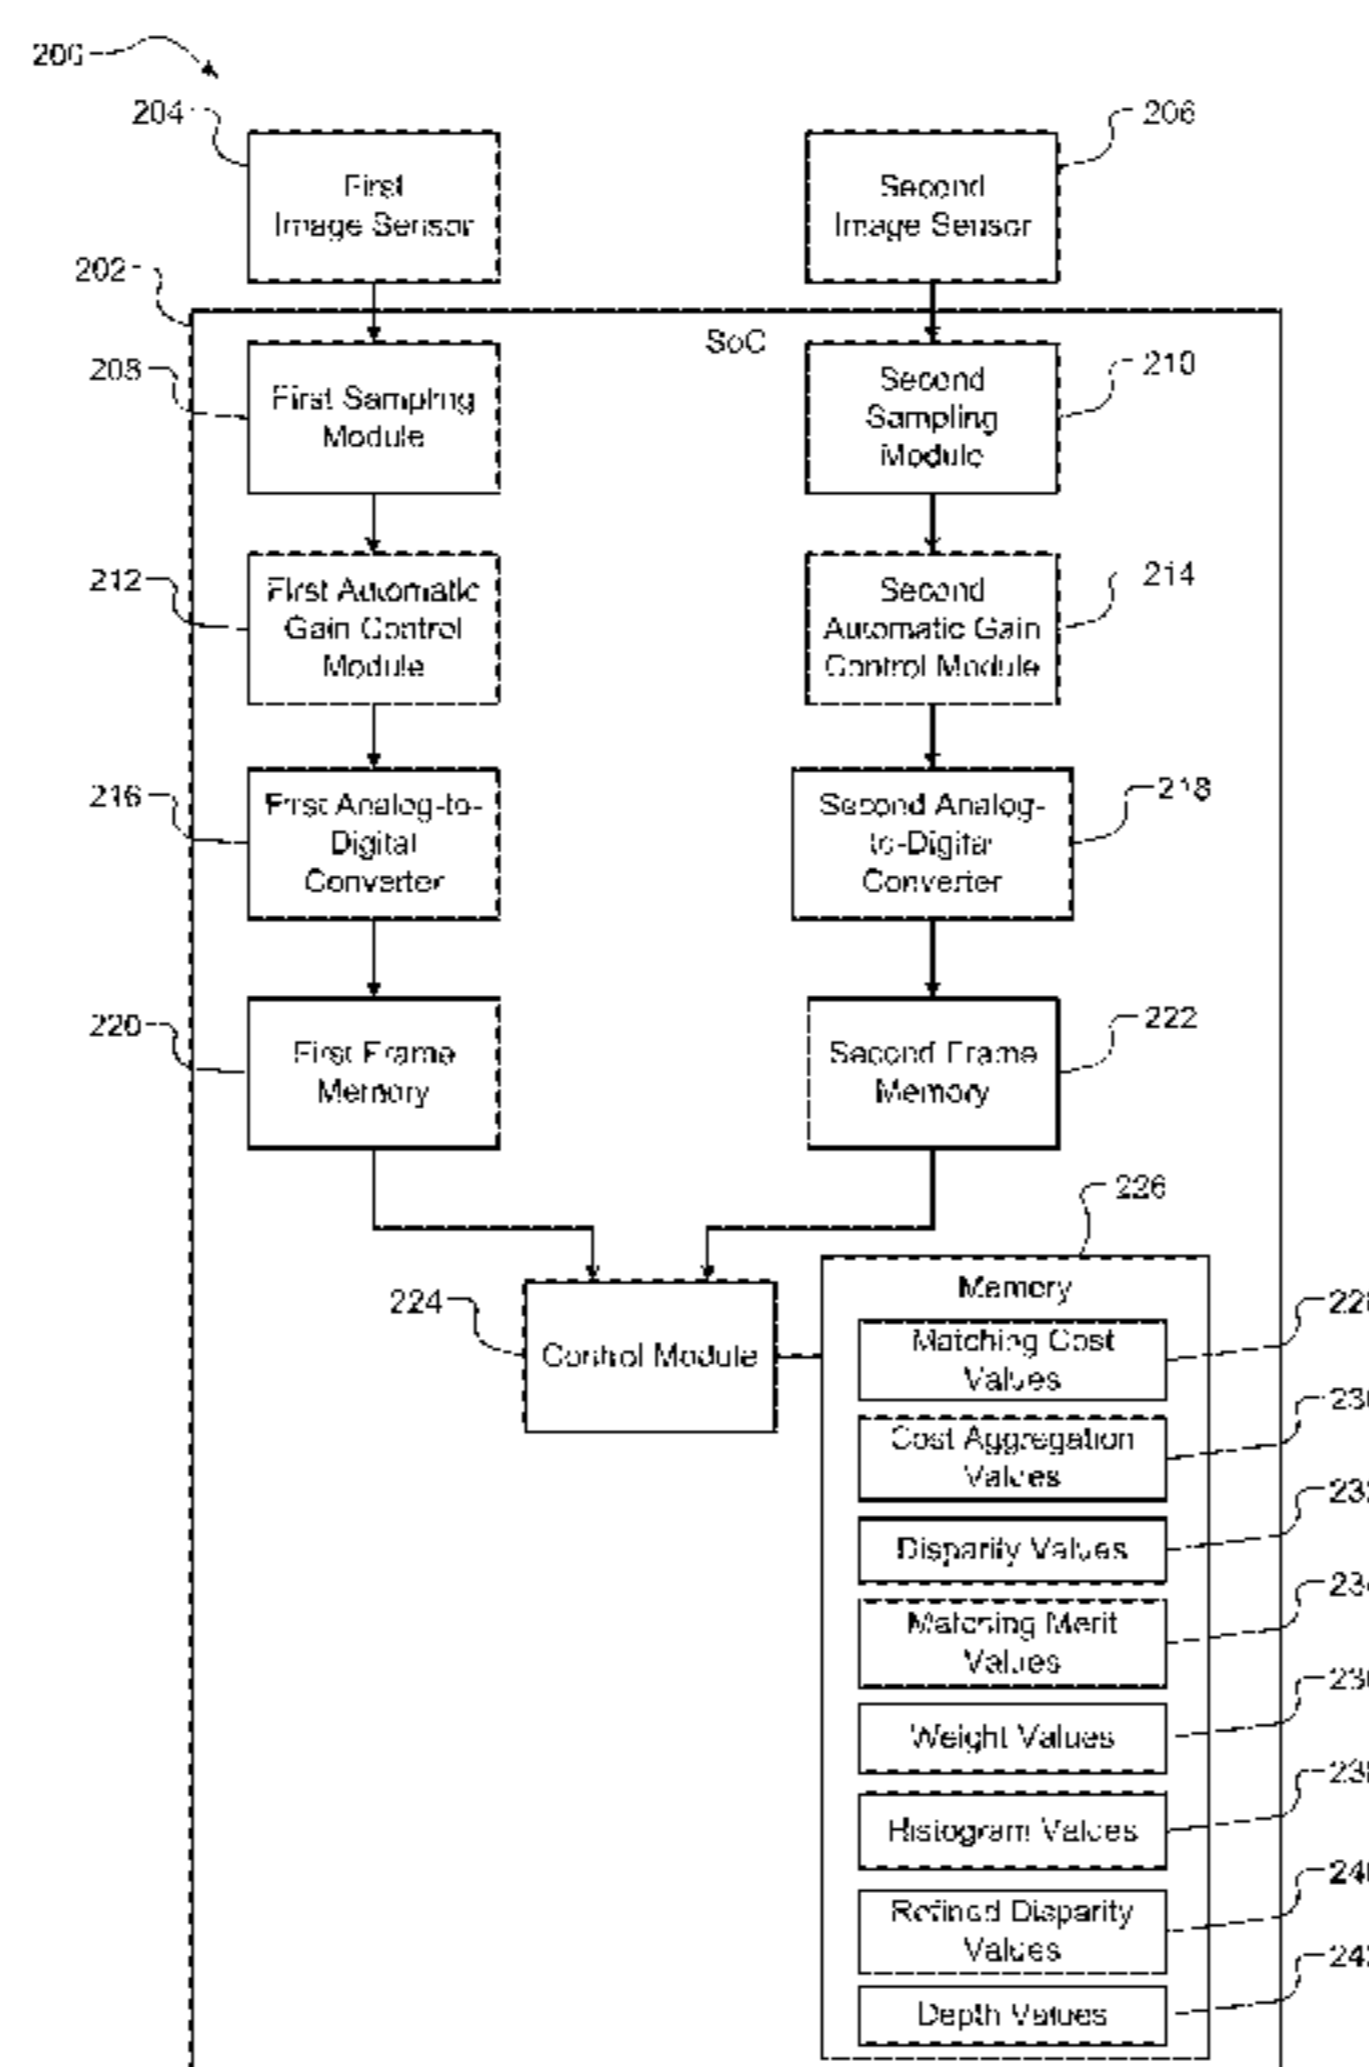 200
204
206
First
Image Sensor
Second
Image Sensor
202
SoC
208
First Sampling
Module
210
Second
Sampling
Module
212
First Automatic
Gain Control
Module
214
Second
Automatic Gain
Control Module
216
First Analog-to-
Digital
Converter
218
Second Analog-
to-Digital
Converter
220
First Frame
Memory
222
Second Frame
Memory
226
224
Control Module
Memory
Matching Cost
Values
Cost Aggregation
Values
Disparity Values
Matching Merit
Values
Weight Values
Histogram Values
Refined Disparity
Values
Depth Values